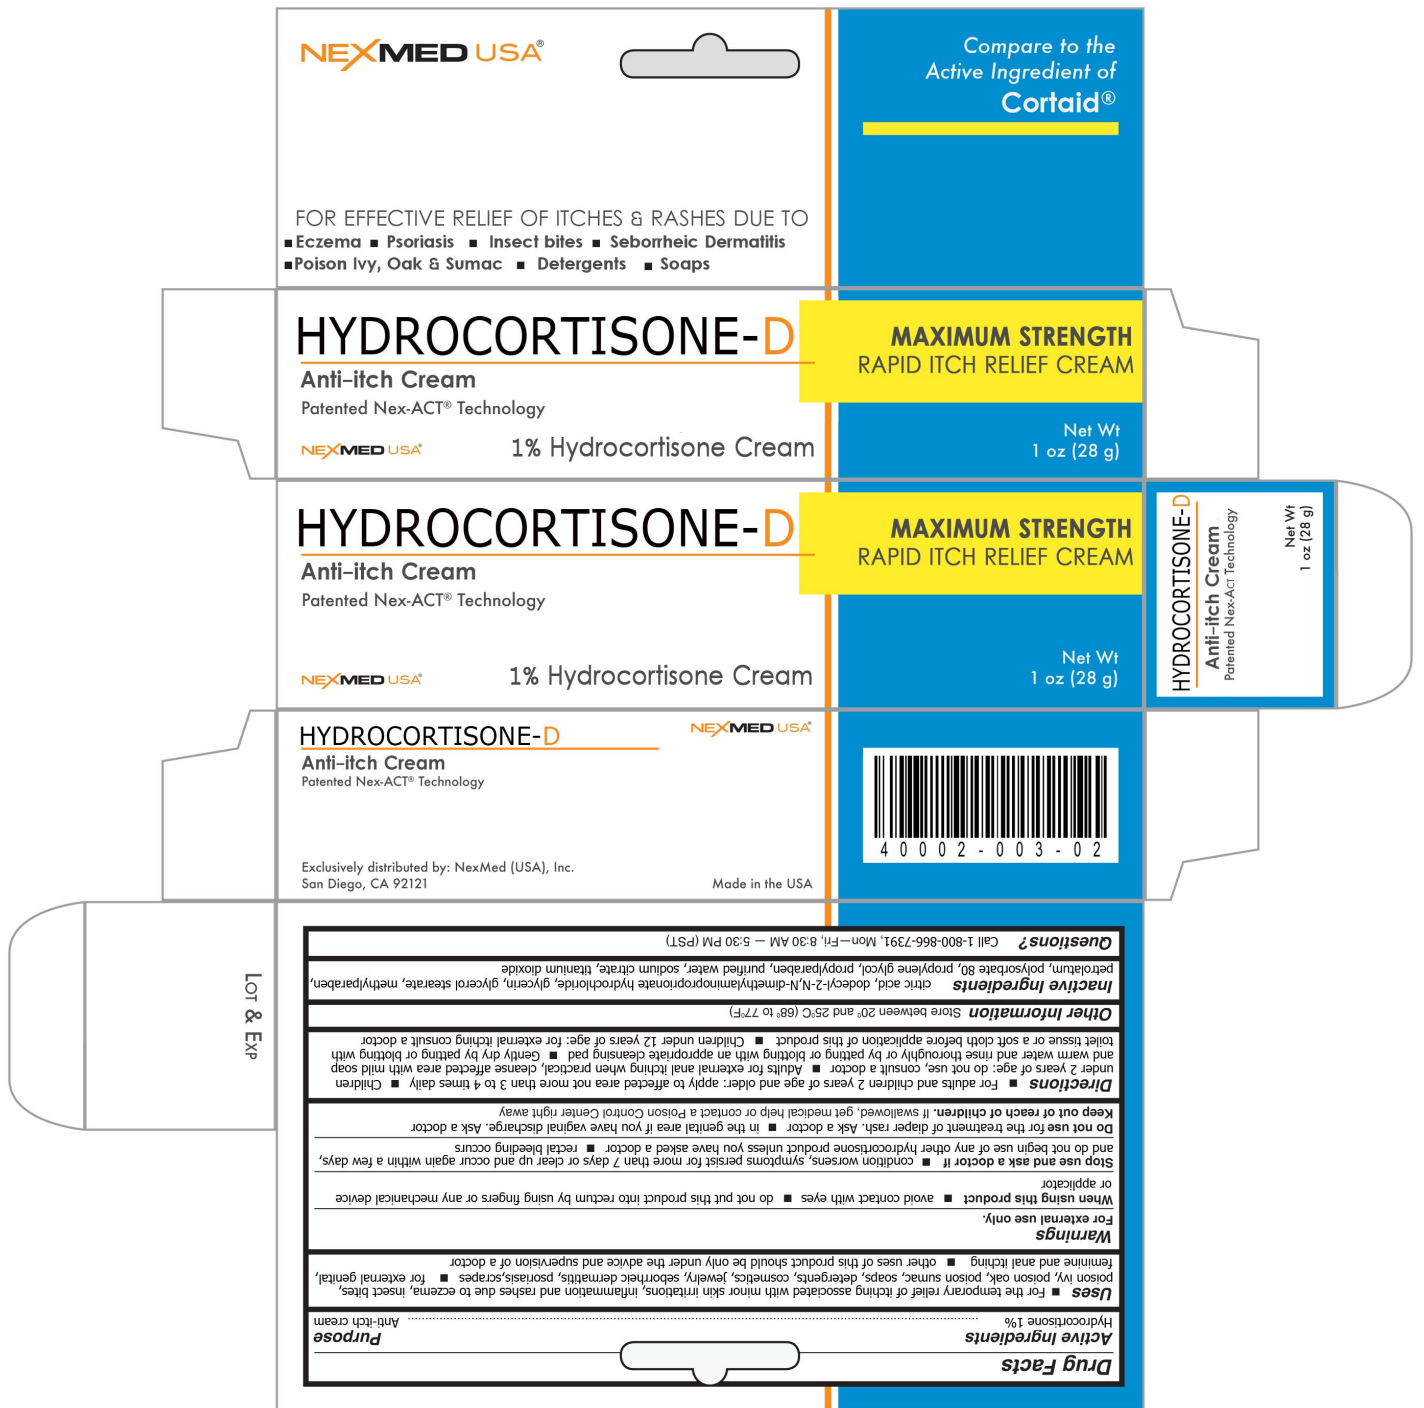 NEXMED USA®
Compare to the
Active Ingredient of
Cortaid®
FOR EFFECTIVE RELIEF OF ITCHES & RASHES DUE TO
■ Eczema ■ Psoriasis ■ Insect bites ■ Seborrheic Dermatitis
■ Poison Ivy, Oak & Sumac ■ Detergents ■ Soaps
HYDROCORTISONE-D
Anti-itch Cream
Patented Nex-ACT® Technology
NEXMED USA®
1% Hydrocortisone Cream
MAXIMUM STRENGTH
RAPID ITCH RELIEF CREAM
Net Wt
1 oz (28 g)
HYDROCORTISONE-D
Anti-itch Cream
Patented Nex-ACT® Technology
NEXMED USA®
1% Hydrocortisone Cream
MAXIMUM STRENGTH
RAPID ITCH RELIEF CREAM
Net Wt
1 oz (28 g)
HYDROCORTISONE-D
Anti-itch Cream
Patented Nex-ACT Technology
Net Wt
1 oz (28 g)
HYDROCORTISONE-D
NEXMED USA®
Anti-itch Cream
Patented Nex-ACT® Technology
Exclusively distributed by: NexMed (USA), Inc.
San Diego, CA 92121
Made in the USA
40002-003-02
LOT & EXP
Drug Facts
Active Ingredients Purpose
Hydrocortisone 1% ........ Anti-itch cream
Uses ■ For the temporary relief of itching associated with minor skin irritations, inflammation and rashes due to eczema, insect bites,
poison ivy, poison oak, poison sumac, soaps, detergents, cosmetics, jewelry, seborrheic dermatitis, psoriasis,scrapes ■ for external genital,
feminine and anal itching ■ other uses of this product should be only under the advice and supervision of a doctor
Warnings
For external use only.
When using this product ■ avoid contact with eyes ■ do not put this product into rectum by using fingers or any mechanical device
or applicator
Stop use and ask a doctor if ■ condition worsens, symptoms persist for more than 7 days or clear up and occur again within a few days,
and do not begin use of any other hydrocortisone product unless you have asked a doctor ■ rectal bleeding occurs
Do not use for the treatment of diaper rash. Ask a doctor ■ in the genital area if you have vaginal discharge. Ask a doctor
Keep out of reach of children. If swallowed, get medical help or contact a Poison Control Center right away
Directions ■ For adults and children 2 years of age and older: apply to affected area not more than 3 to 4 times daily ■ Children
under 2 years of age: do not use, consult a doctor ■ Adults for external anal itching when practical, cleanse affected area with mild soap
and warm water and rinse thoroughly or by patting or blotting with an appropriate cleansing pad ■ Gently dry by patting or blotting with
toilet tissue or a soft cloth before application of this product ■ Children under 12 years of age: for external itching consult a doctor
Other Information Store between 20° and 25°C (68° to 77°F)
Inactive Ingredients citric acid, dodecyl-2-N,N-dimethylaminopropionate hydrochloride, glycerin, glycerol stearate, methylparaben,
petrolatum, polysorbate 80, propylene glycol, propylparaben, purified water, sodium citrate, titanium dioxide
Questions? Call 1-800-866-7391, Mon—Fri, 8:30 AM — 5:30 PM (PST)